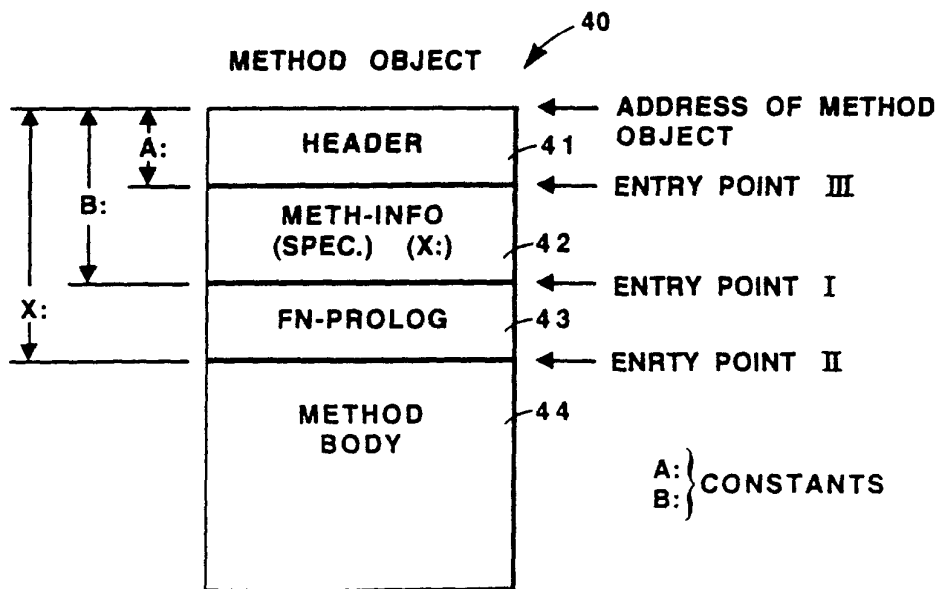 40
METHOD OBJECT
ADDRESS OF METHOD
OBJECT
A:
HEADER
41
ENTRY POINT III
B:
METH-INFO
(SPEC.) (X:)
42
ENTRY POINT I
X:
FN-PROLOG
43
ENRTY POINT II
METHOD
BODY
44
A:
B:
} CONSTANTS